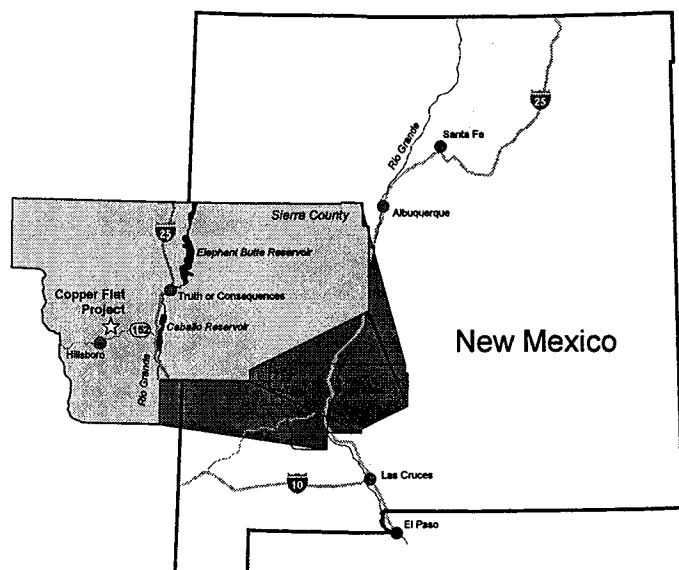 25
Rio Grande
Santa Fe
Albuquerque
Sierra County
25
Elephant Butte Reservoir
Truth or Consequences
Copper Flat
Project
152
Caballo Reservoir
Hillsboro
Rio Grande
New Mexico
Las Cruces
10
El Paso